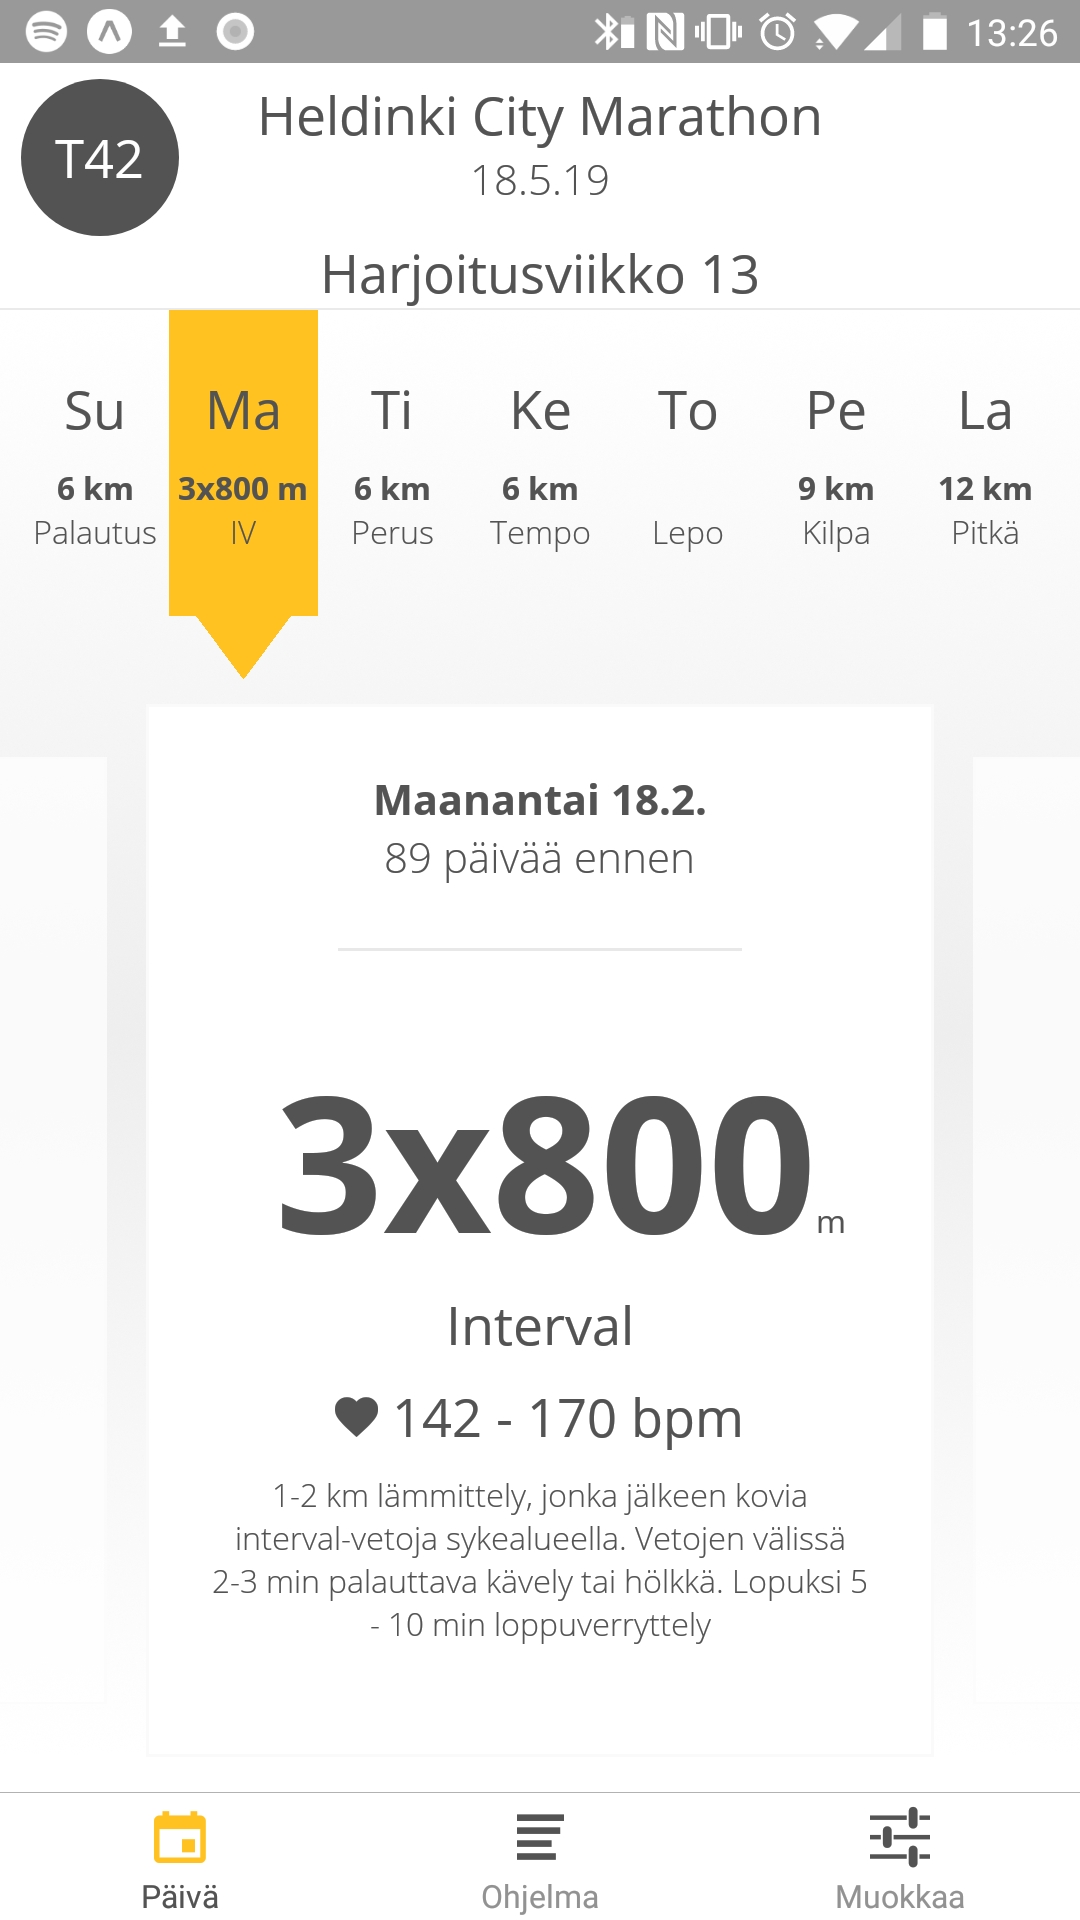 13:26
T42
Heldinki City Marathon
18.5.19
Harjoitusviikko 13
Su Ma Ti Ke To Pe La
6 km 3x800 m 6 km 6 km 9 km 12 km
Palautus IV Perus Tempo Lepo Kilpa Pitkä
Maanantai 18.2.
89 päivää ennen
3x800 m
Interval
142 - 170 bpm
1-2 km lämmittely, jonka jälkeen kovia
interval-vetoja sykealueella. Vetojen välissä
2-3 min palauttava kävely tai hölkkä. Lopuksi 5
- 10 min loppuverryttely
Päivä Ohjelma Muokkaa